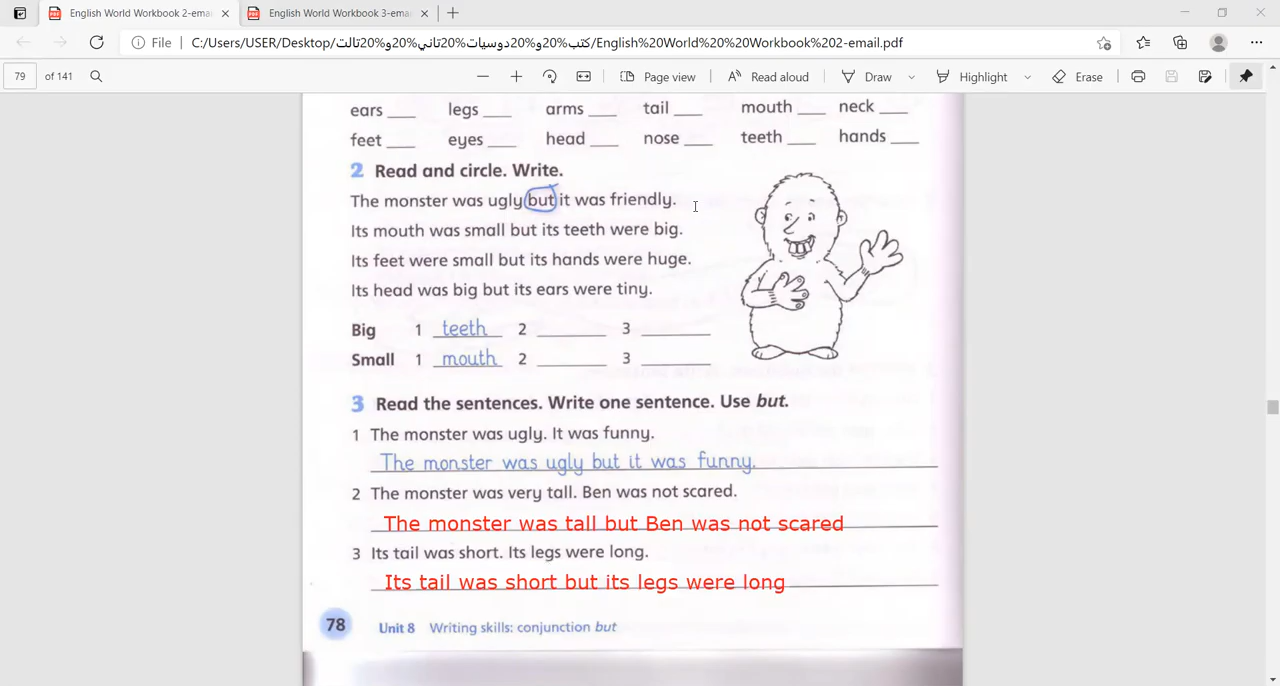 English World Workbook 2-emai
English World Workbook 3-emai
File C:/Users/USER/Desktop/كتب%20و%20دوسيات%20تاني%20و%20تالت/English%20World%20%20Workbook%202-email.pdf
79 of 141 Page view Read aloud Draw Highlight Erase
ears ___ legs ___ arms ___ tail ___ mouth ___ neck ___
feet ___ eyes ___ head ___ nose ___ teeth ___ hands ___
2 Read and circle. Write.
The monster was ugly but it was friendly.
Its mouth was small but its teeth were big.
Its feet were small but its hands were huge.
Its head was big but its ears were tiny.
Big 1 teeth 2 ________ 3 ________
Small 1 mouth 2 ________ 3 ________
3 Read the sentences. Write one sentence. Use but.
1 The monster was ugly. It was funny.
The monster was ugly but it was funny.
2 The monster was very tall. Ben was not scared.
The monster was tall but Ben was not scared
3 Its tail was short. Its legs were long.
Its tail was short but its legs were long
78 Unit 8 Writing skills: conjunction but